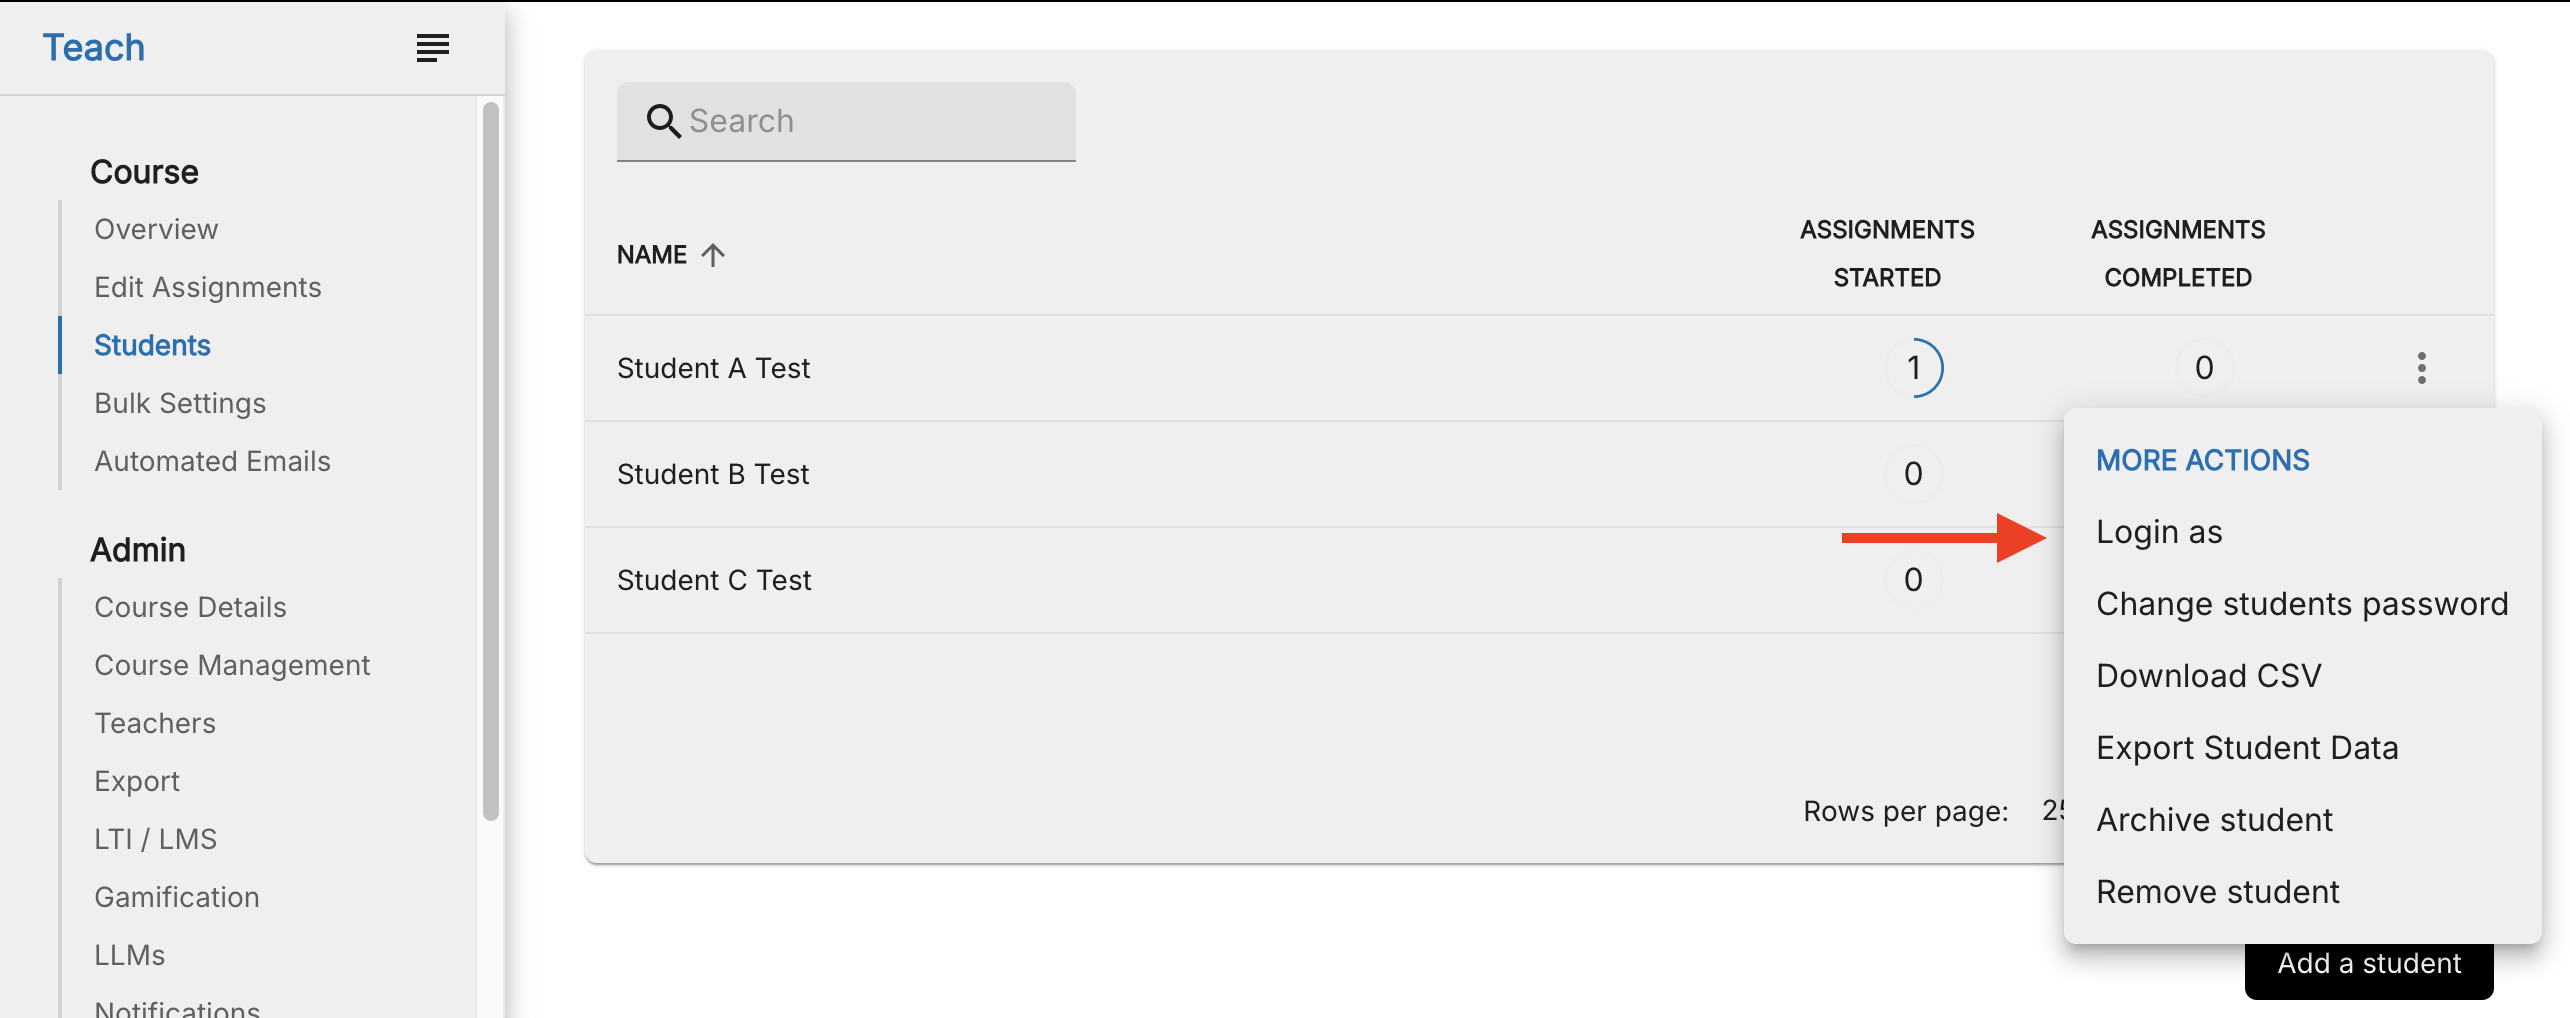 Teach
Course
Overview
Edit Assignments
Students
Bulk Settings
Automated Emails
Admin
Course Details
Course Management
Teachers
Export
LTI / LMS
Gamification
LLMs
Notifications
Search
NAME
ASSIGNMENTS
STARTED
ASSIGNMENTS
COMPLETED
Student A Test 1 0
Student B Test 0
Student C Test 0
Rows per page: 25
MORE ACTIONS
Login as
Change students password
Download CSV
Export Student Data
Archive student
Remove student
Add a student